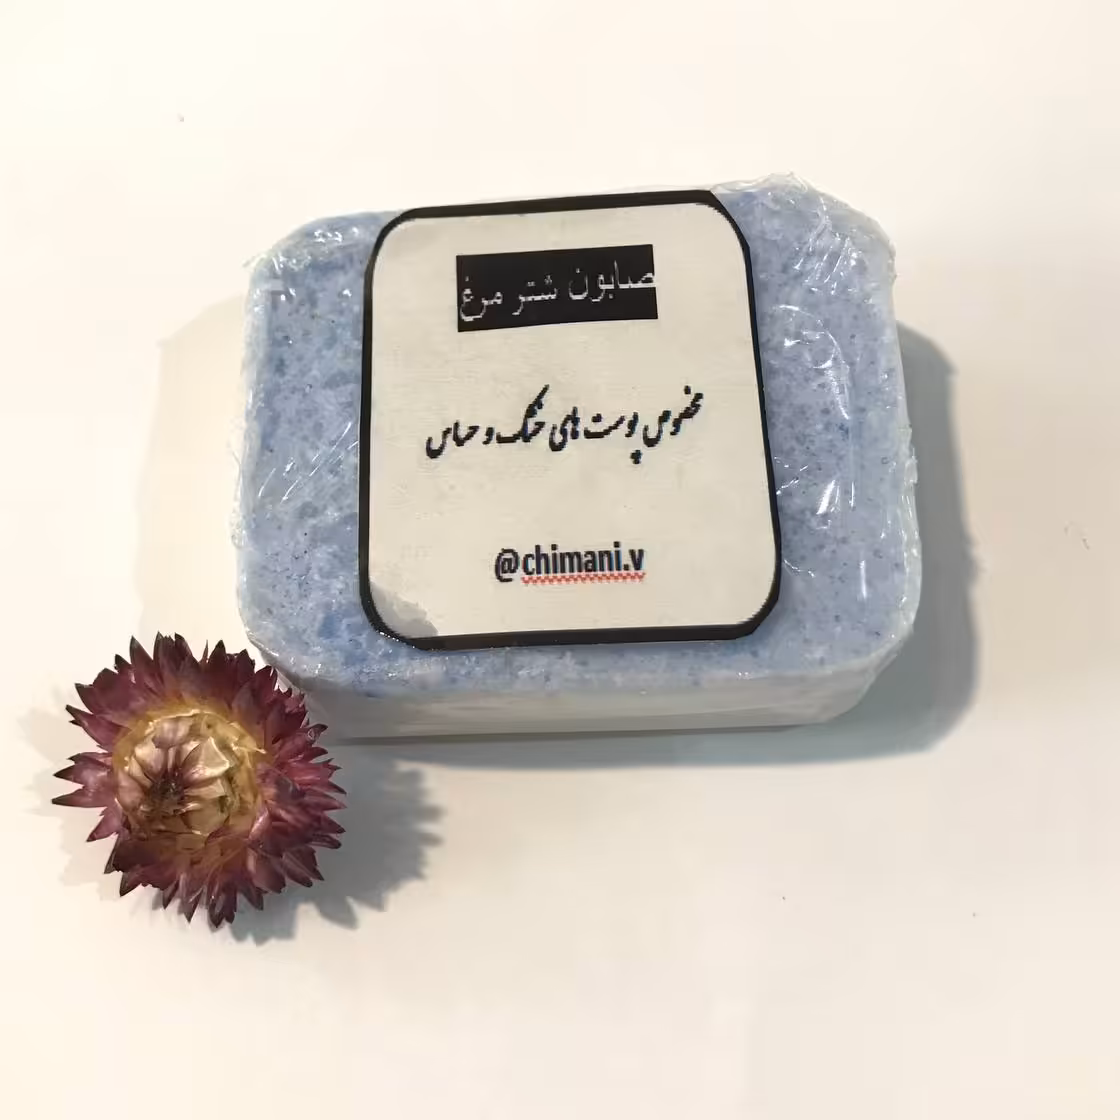 صابون شتر مرغ
مخصوص پوست های خشک و حساس
@chimani.v